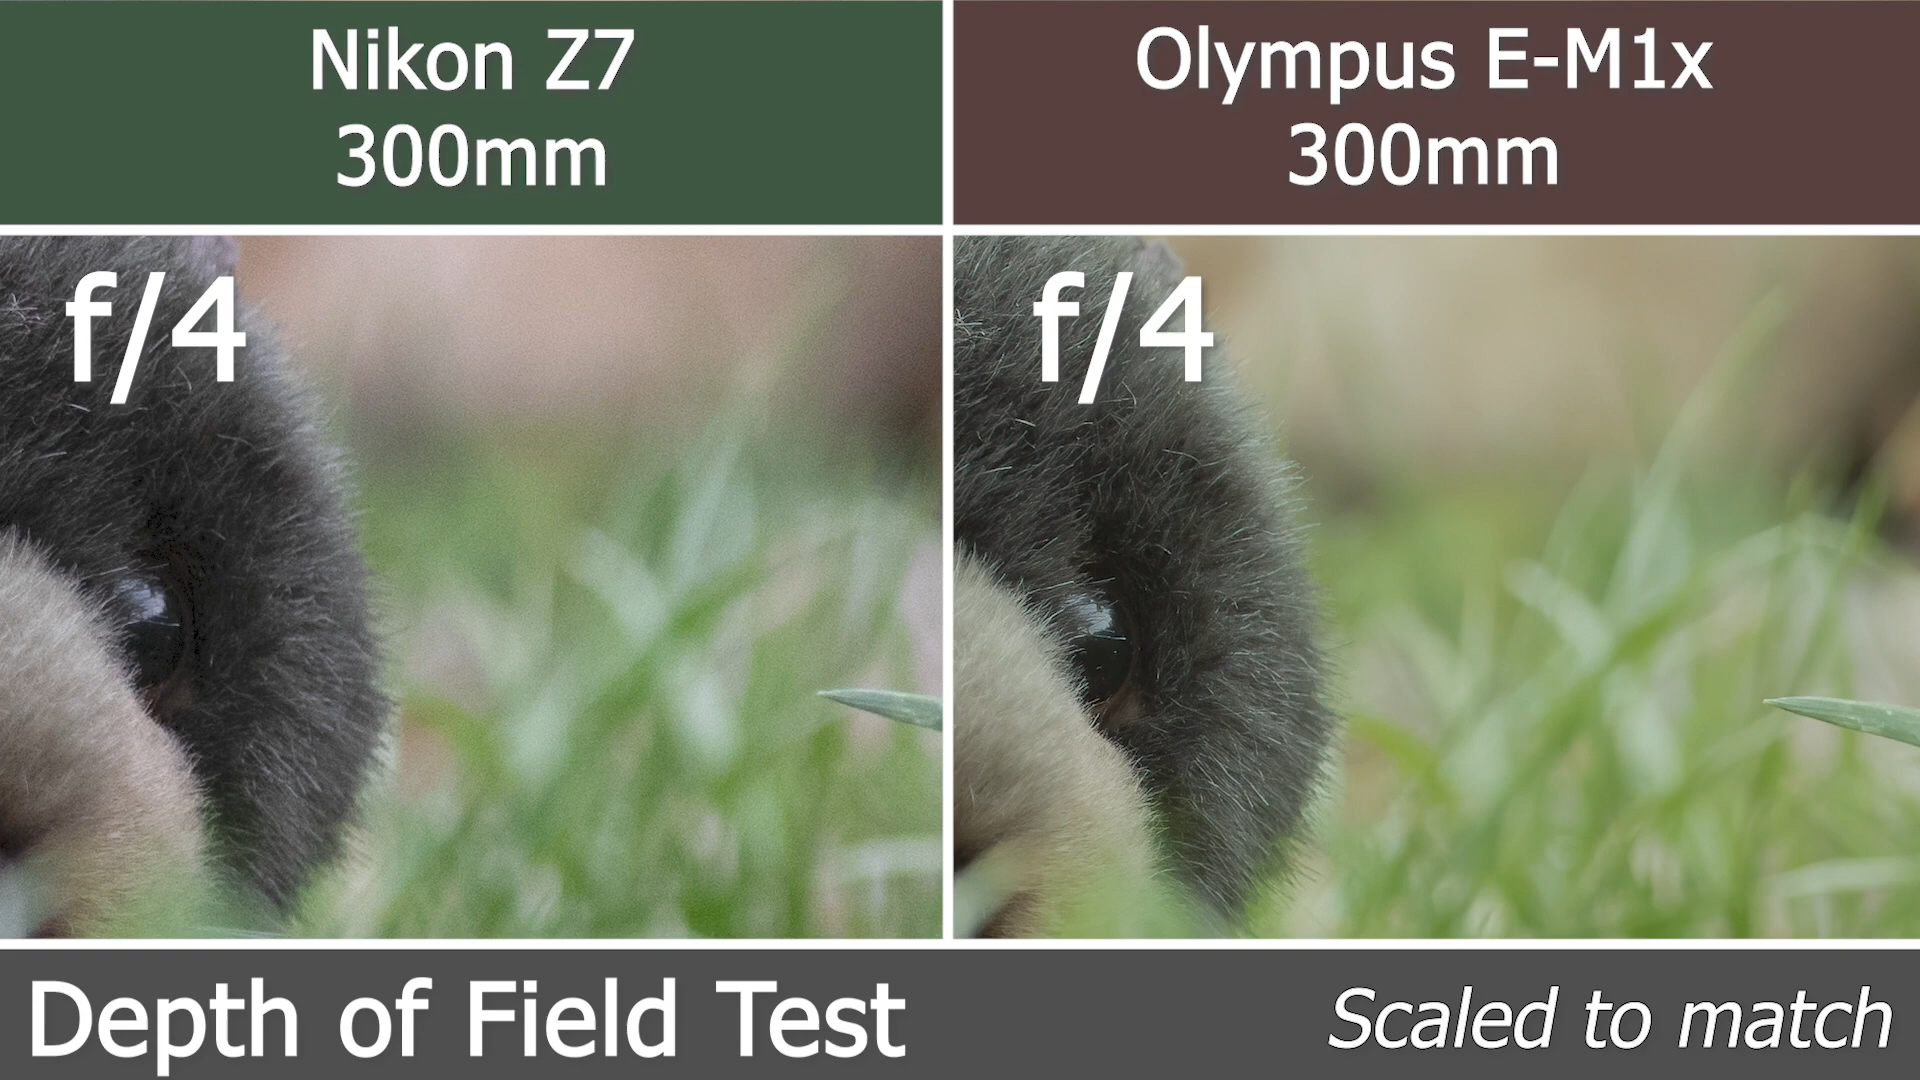 Nikon Z7
300mm
Olympus E-M1x
300mm
f/4
f/4
Depth of Field Test
Scaled to match